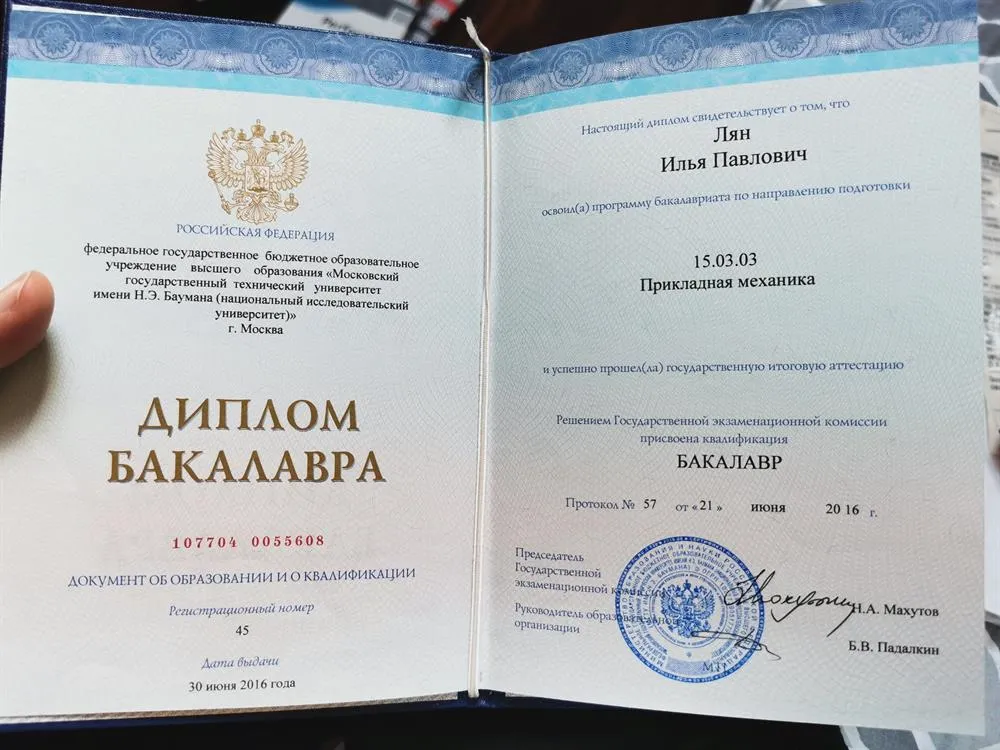 РОССИЙСКАЯ ФЕДЕРАЦИЯ
федеральное государственное бюджетное образовательное
учреждение высшего образования «Московский
государственный технический университет
имени Н.Э. Баумана (национальный исследовательский
университет)»
г. Москва
ДИПЛОМ
БАКАЛАВРА
107704 0055608
ДОКУМЕНТ ОБ ОБРАЗОВАНИИ И О КВАЛИФИКАЦИИ
Регистрационный номер
45
Дата выдачи
30 июня 2016 года
Настоящий диплом свидетельствует о том, что
Лян
Илья Павлович
освоил(а) программу бакалавриата по направлению подготовки
15.03.03
Прикладная механика
и успешно прошел(ла) государственную итоговую аттестацию
Решением Государственной экзаменационной комиссии
присвоена квалификация
БАКАЛАВР
Протокол № 57 от «21» июня 2016 г.
Председатель
Государственной
экзаменационной комиссии
Н.А. Махутов
Руководитель образовательной
организации
Б.В. Падалкин